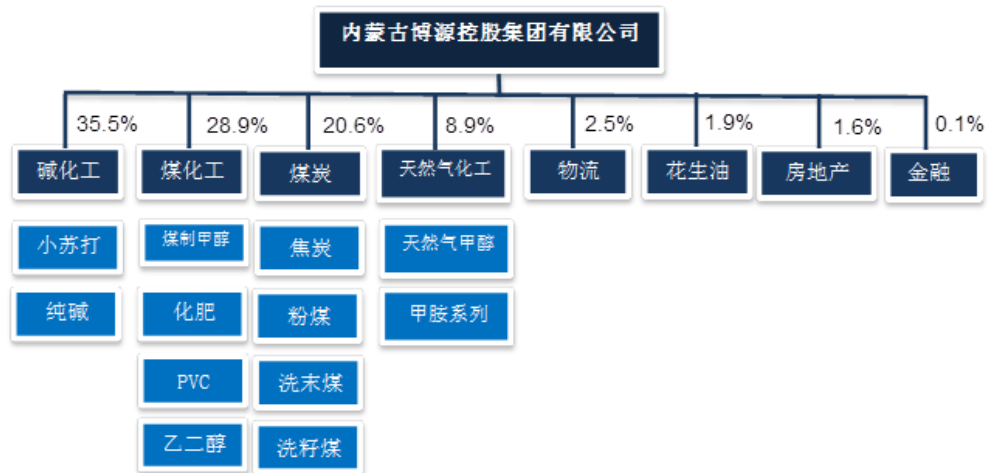 内蒙古博源控股集团有限公司
35.5%
28.9%
20.6%
8.9%
2.5%
1.9%
1.6%
0.1%
碱化工
煤化工
煤炭
天然气化工
物流
花生油
房地产
金融
小苏打
煤制甲醇
焦炭
天然气甲醇
纯碱
化肥
粉煤
甲胺系列
PVC
洗末煤
乙二醇
洗籽煤